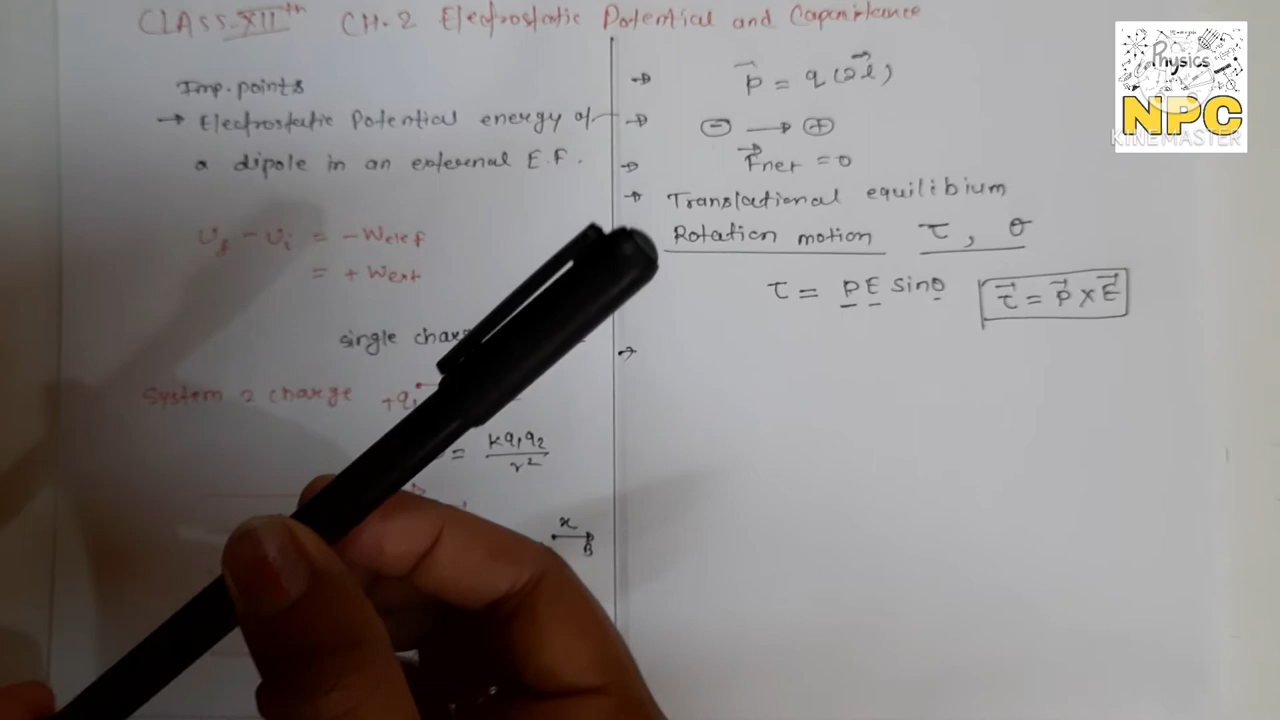 CLASS-XIIth CH-2 Electrostatic Potential and Capacitance
Imp. points
→ Electrostatic Potential energy of
a dipole in an external E.F.
Uf - Ui = -Welef
= + Wext
single
System 2 charge +q1
= Kq1q2 / r2
x
B
→ p⃗ = q(2l⃗)
→ ⊖ → ⊕
→ F⃗net = 0
→ Translational equilibium
Rotation motion τ, θ
τ = PE sinθ τ⃗ = p⃗ × E⃗
→
Physics
NPC
KINEMASTER